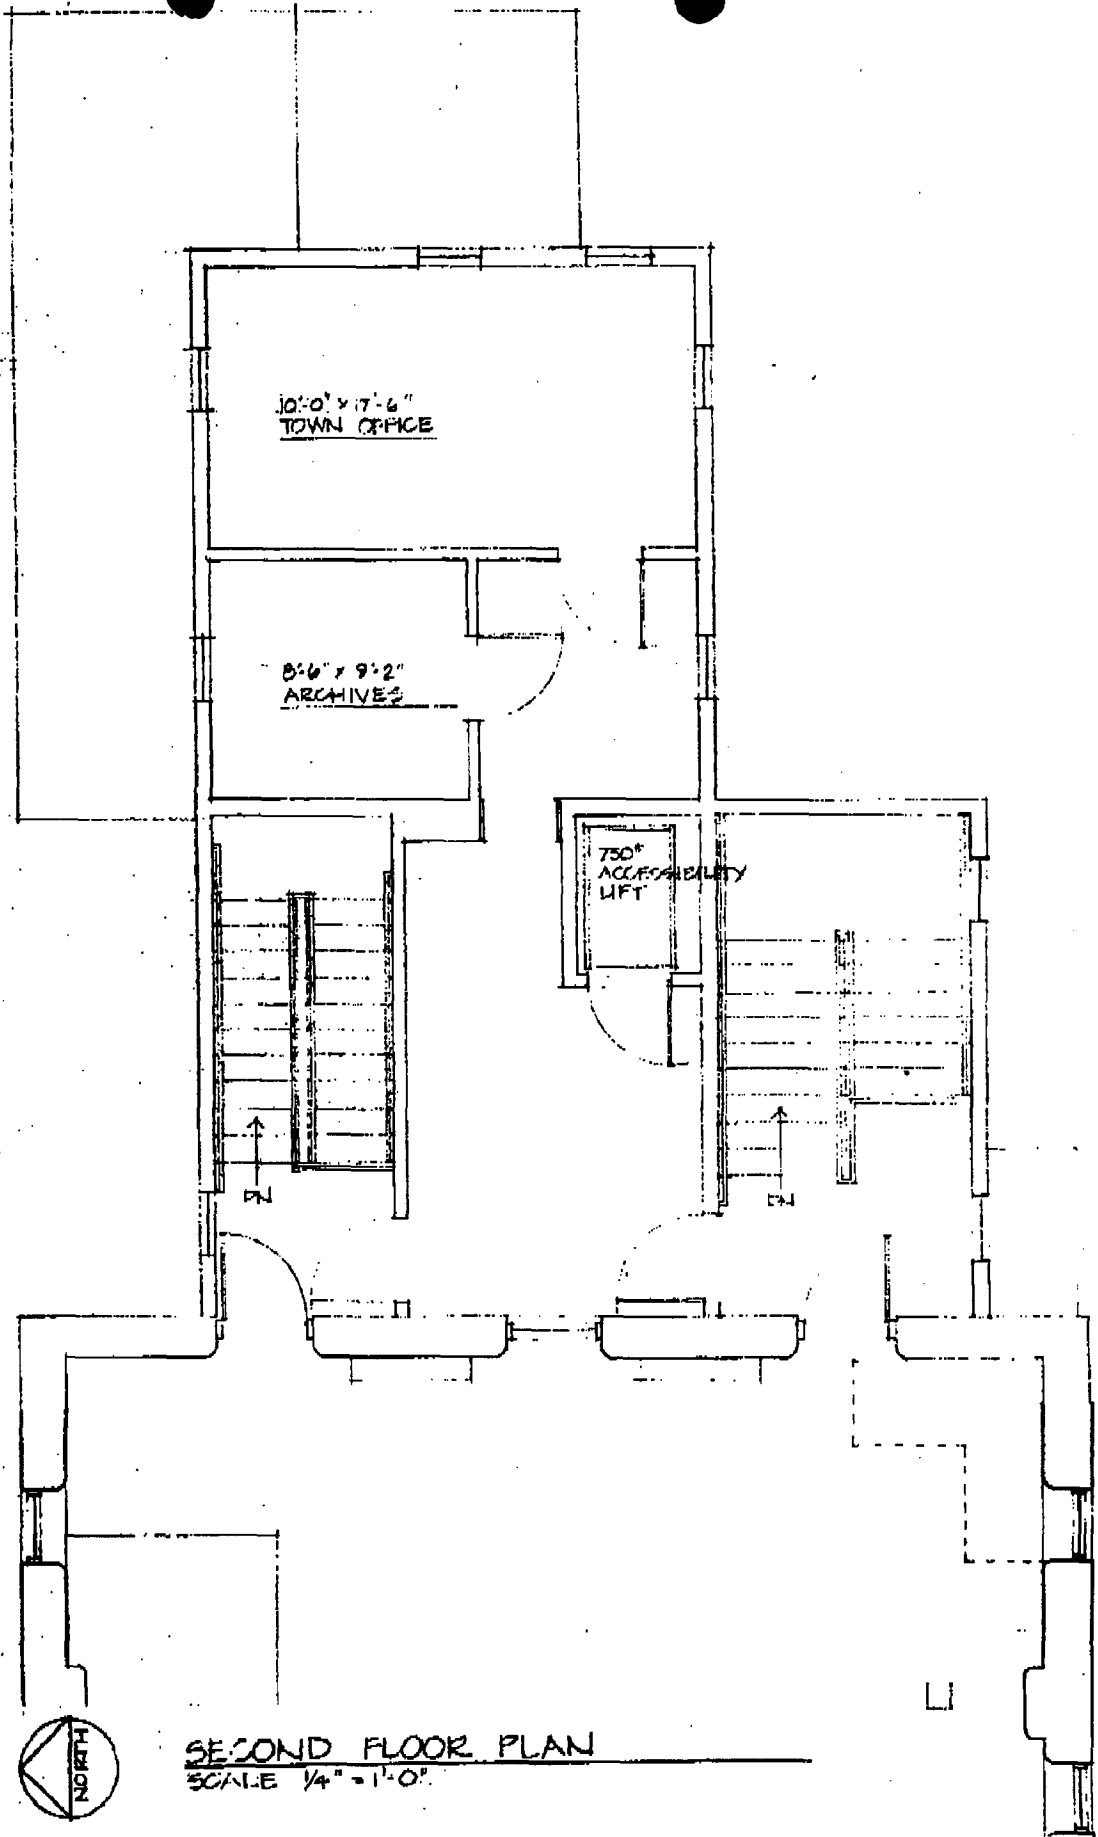 10'-0" x 17'-6"
TOWN OFFICE
8'-6" x 9'-2"
ARCHIVES
750#
ACCESSIBILITY
LIFT
DN
DN
NORTH
SECOND FLOOR PLAN
SCALE 1/4" = 1'-0"